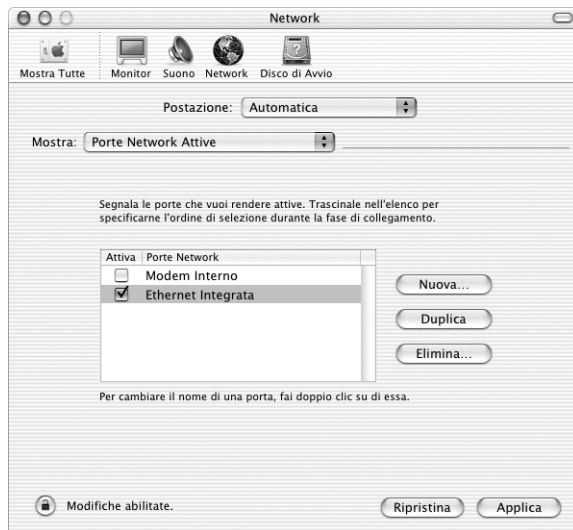 Network
Mostra Tutte Monitor Suono Network Disco di Avvio
Postazione: Automatica
Mostra: Porte Network Attive
Segnala le porte che vuoi rendere attive. Trascinale nell'elenco per
specificarne l'ordine di selezione durante la fase di collegamento.
Attiva Porte Network
Modem Interno
Ethernet Integrata
Nuova...
Duplica
Elimina...
Per cambiare il nome di una porta, fai doppio clic su di essa.
Modifiche abilitate.
Ripristina Applica